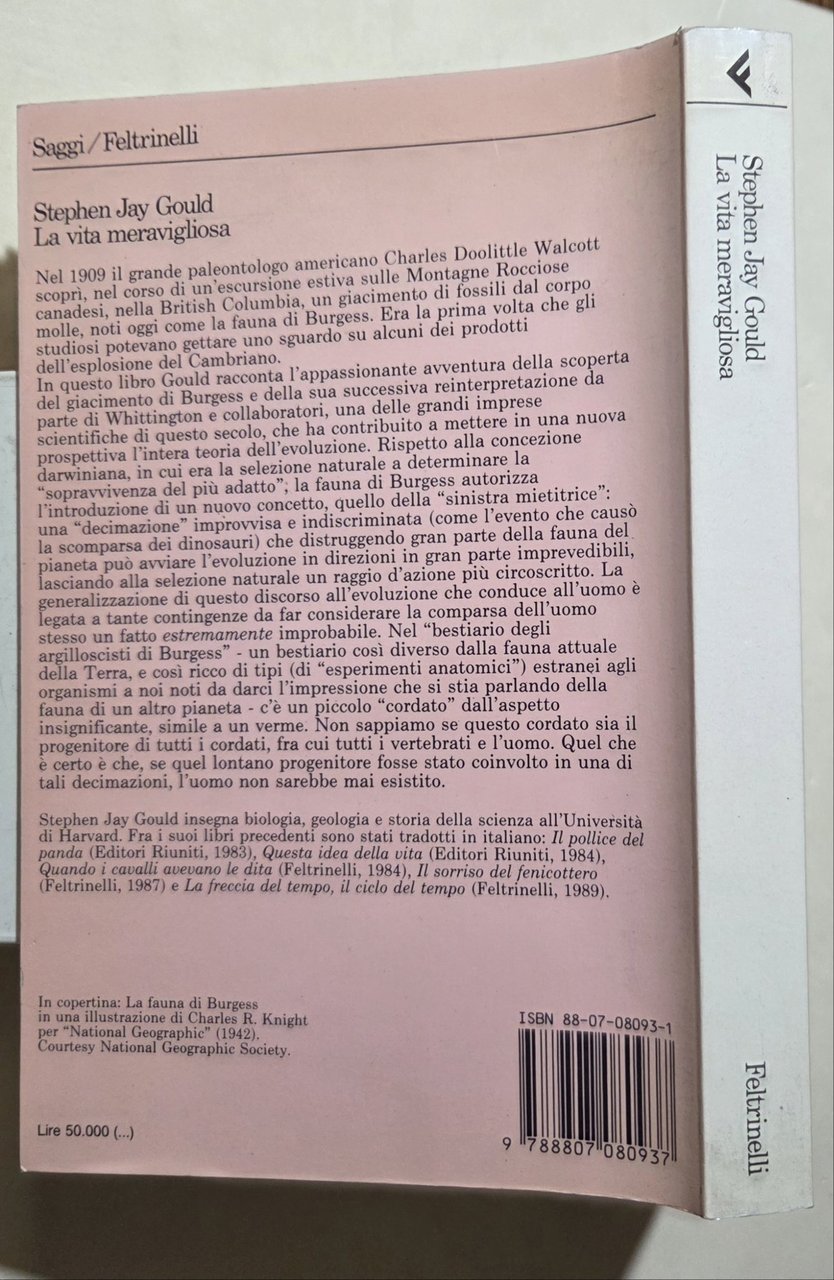 Saggi/Feltrinelli
Stephen Jay Gould
La vita meravigliosa
Nel 1909 il grande paleontologo americano Charles Doolittle Walcott
scoprì, nel corso di un'escursione estiva sulle Montagne Rocciose
canadesi, nella British Columbia, un giacimento di fossili dal corpo
molle, noti oggi come la fauna di Burgess. Era la prima volta che gli
studiosi potevano gettare uno sguardo su alcuni dei prodotti
dell'esplosione del Cambriano.
In questo libro Gould racconta l'appassionante avventura della scoperta
del giacimento di Burgess e della sua successiva reinterpretazione da
parte di Whittington e collaboratori, una delle grandi imprese
scientifiche di questo secolo, che ha contribuito a mettere in una nuova
prospettiva l'intera teoria dell'evoluzione. Rispetto alla concezione
darwiniana, in cui era la selezione naturale a determinare la
"sopravvivenza del più adatto", la fauna di Burgess autorizza
l'introduzione di un nuovo concetto, quello della "sinistra mietitrice":
una "decimazione" improvvisa e indiscriminata (come l'evento che causò
la scomparsa dei dinosauri) che distruggendo gran parte della fauna del
pianeta può avviare l'evoluzione in direzioni in gran parte imprevedibili,
lasciando alla selezione naturale un raggio d'azione più circoscritto. La
generalizzazione di questo discorso all'evoluzione che conduce all'uomo è
legata a tante contingenze da far considerare la comparsa dell'uomo
stesso un fatto estremamente improbabile. Nel "bestiario degli
argilloscisti di Burgess" - un bestiario così diverso dalla fauna attuale
della Terra, e così ricco di tipi (di "esperimenti anatomici") estranei agli
organismi a noi noti da darci l'impressione che si stia parlando della
fauna di un altro pianeta - c'è un piccolo "cordato" dall'aspetto
insignificante, simile a un verme. Non sappiamo se questo cordato sia il
progenitore di tutti i cordati, fra cui tutti i vertebrati e l'uomo. Quel che
è certo è che, se quel lontano progenitore fosse stato coinvolto in una di
tali decimazioni, l'uomo non sarebbe mai esistito.
Stephen Jay Gould insegna biologia, geologia e storia della scienza all'Università
di Harvard. Fra i suoi libri precedenti sono stati tradotti in italiano: Il pollice del
panda (Editori Riuniti, 1983), Questa idea della vita (Editori Riuniti, 1984),
Quando i cavalli avevano le dita (Feltrinelli, 1984), Il sorriso del fenicottero
(Feltrinelli, 1987) e La freccia del tempo, il ciclo del tempo (Feltrinelli, 1989).
In copertina: La fauna di Burgess
in una illustrazione di Charles R. Knight
per "National Geographic" (1942).
Courtesy National Geographic Society.
Lire 50.000 (...)
ISBN 88-07-08093-1
9 788807 080937
Stephen Jay Gould
La vita meravigliosa
Feltrinelli